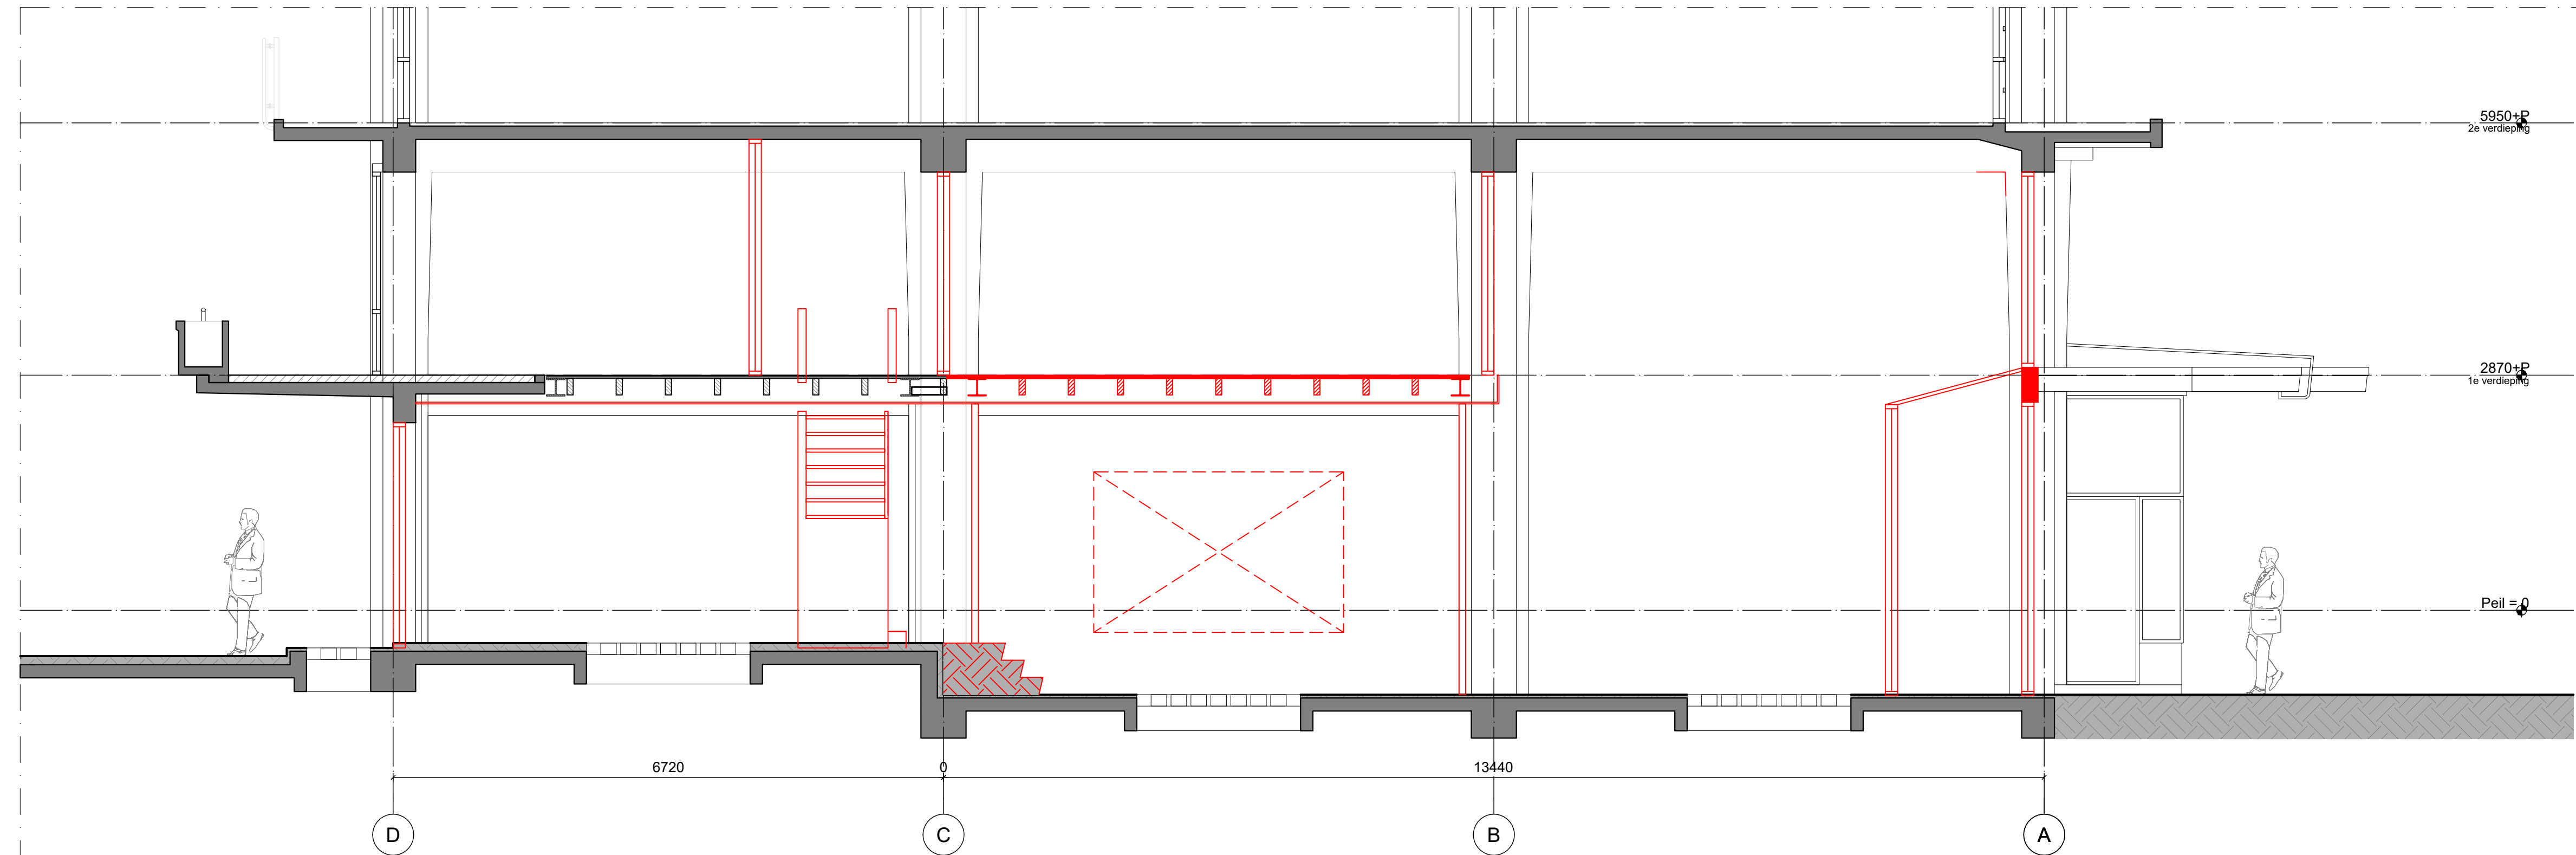 5950+P
2e verdieping
2870+P
1e verdieping
Peil = 0
6720
0
13440
D
C
B
A